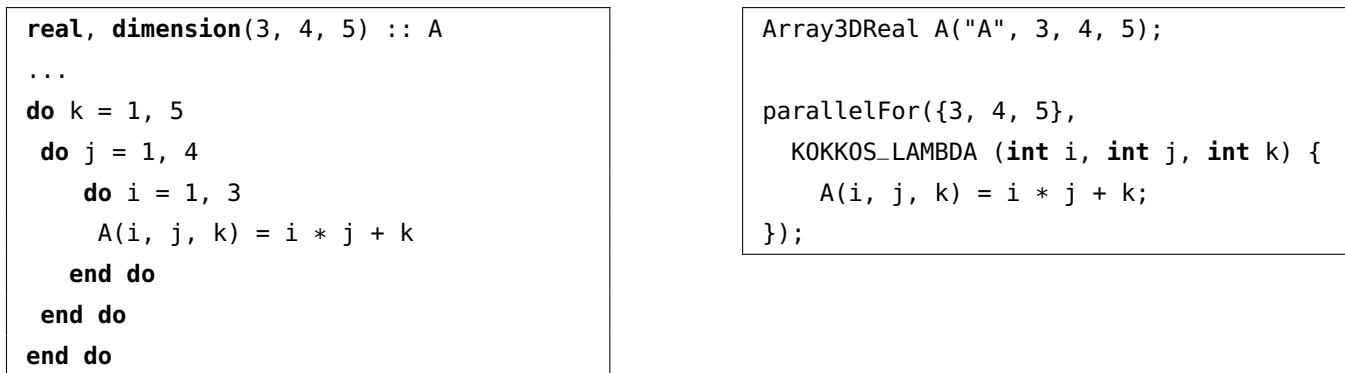 real, dimension(3, 4, 5) :: A
...
do k = 1, 5
 do j = 1, 4
    do i = 1, 3
     A(i, j, k) = i * j + k
   end do
 end do
end do
Array3DReal A("A", 3, 4, 5);
parallelFor({3, 4, 5},
  KOKKOS_LAMBDA (int i, int j, int k) {
    A(i, j, k) = i * j + k;
});